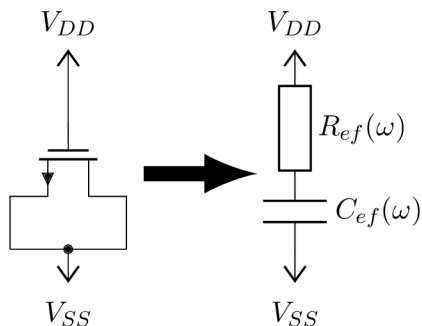 V_{DD} V_{DD}
R_{ef}(ω)
C_{ef}(ω)
V_{SS} V_{SS}